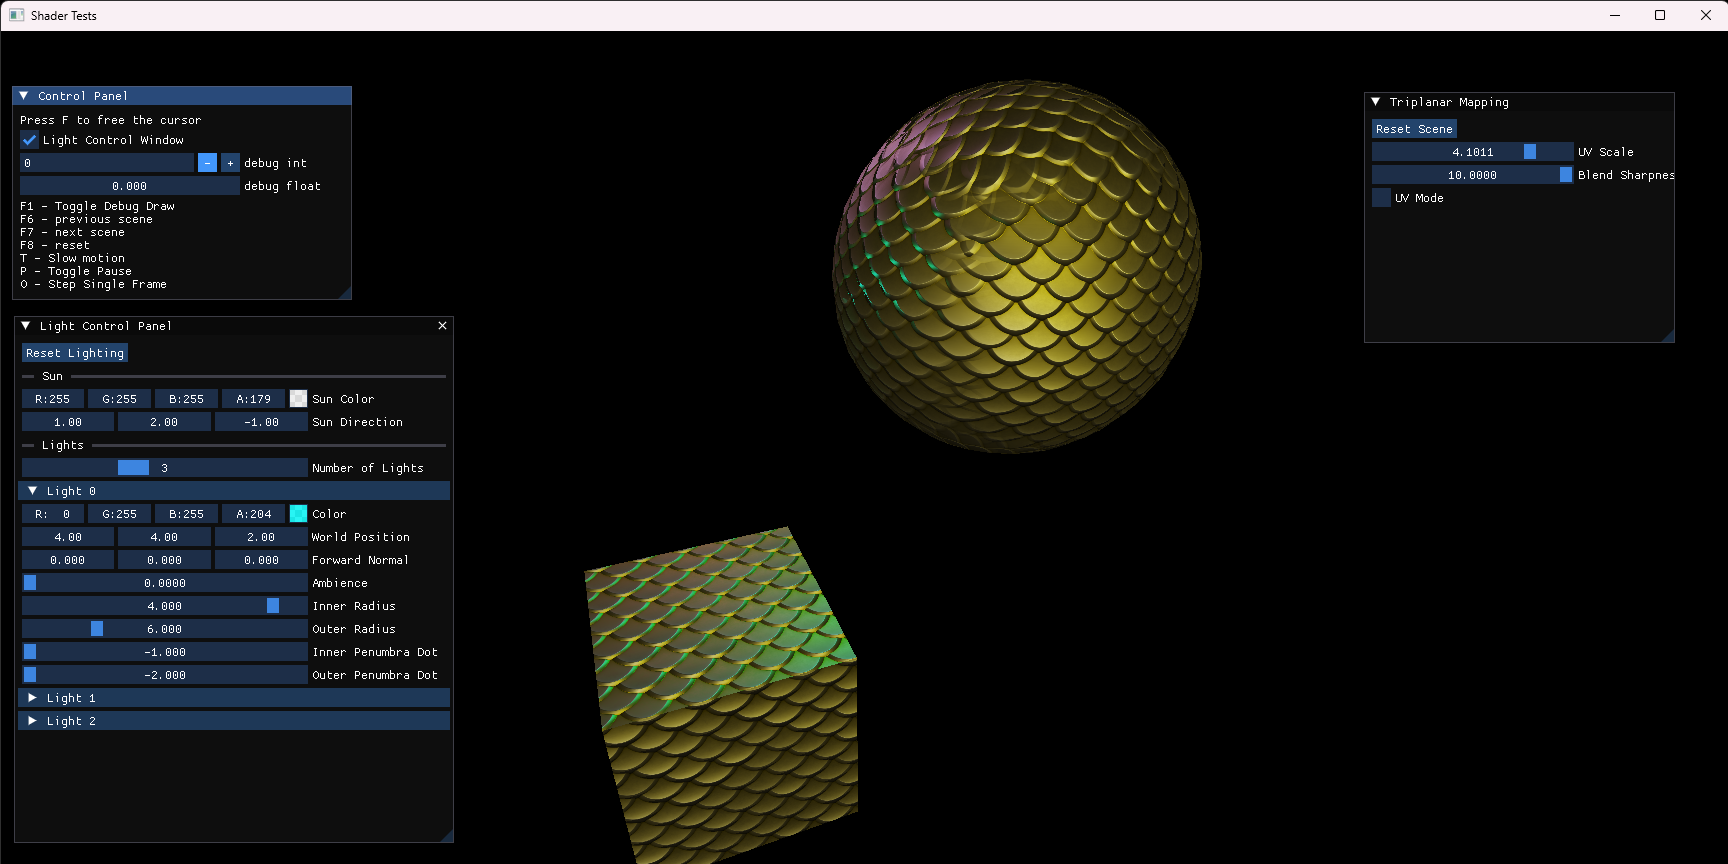 Shader Tests
Control Panel
Press F to free the cursor
Light Control Window
0 - + debug int
0.000 debug float
F1 - Toggle Debug Draw
F6 - previous scene
F7 - next scene
F8 - reset
T - Slow motion
P - Toggle Pause
O - Step Single Frame
Light Control Panel
Reset Lighting
Sun
R:255 G:255 B:255 A:179 Sun Color
1.00 2.00 -1.00 Sun Direction
Lights
3 Number of Lights
Light 0
R: 0 G:255 B:255 A:204 Color
4.00 4.00 2.00 World Position
0.000 0.000 0.000 Forward Normal
0.0000 Ambience
4.000 Inner Radius
6.000 Outer Radius
-1.000 Inner Penumbra Dot
-2.000 Outer Penumbra Dot
Light 1
Light 2
Triplanar Mapping
Reset Scene
4.1011 UV Scale
10.0000 Blend Sharpnes
UV Mode